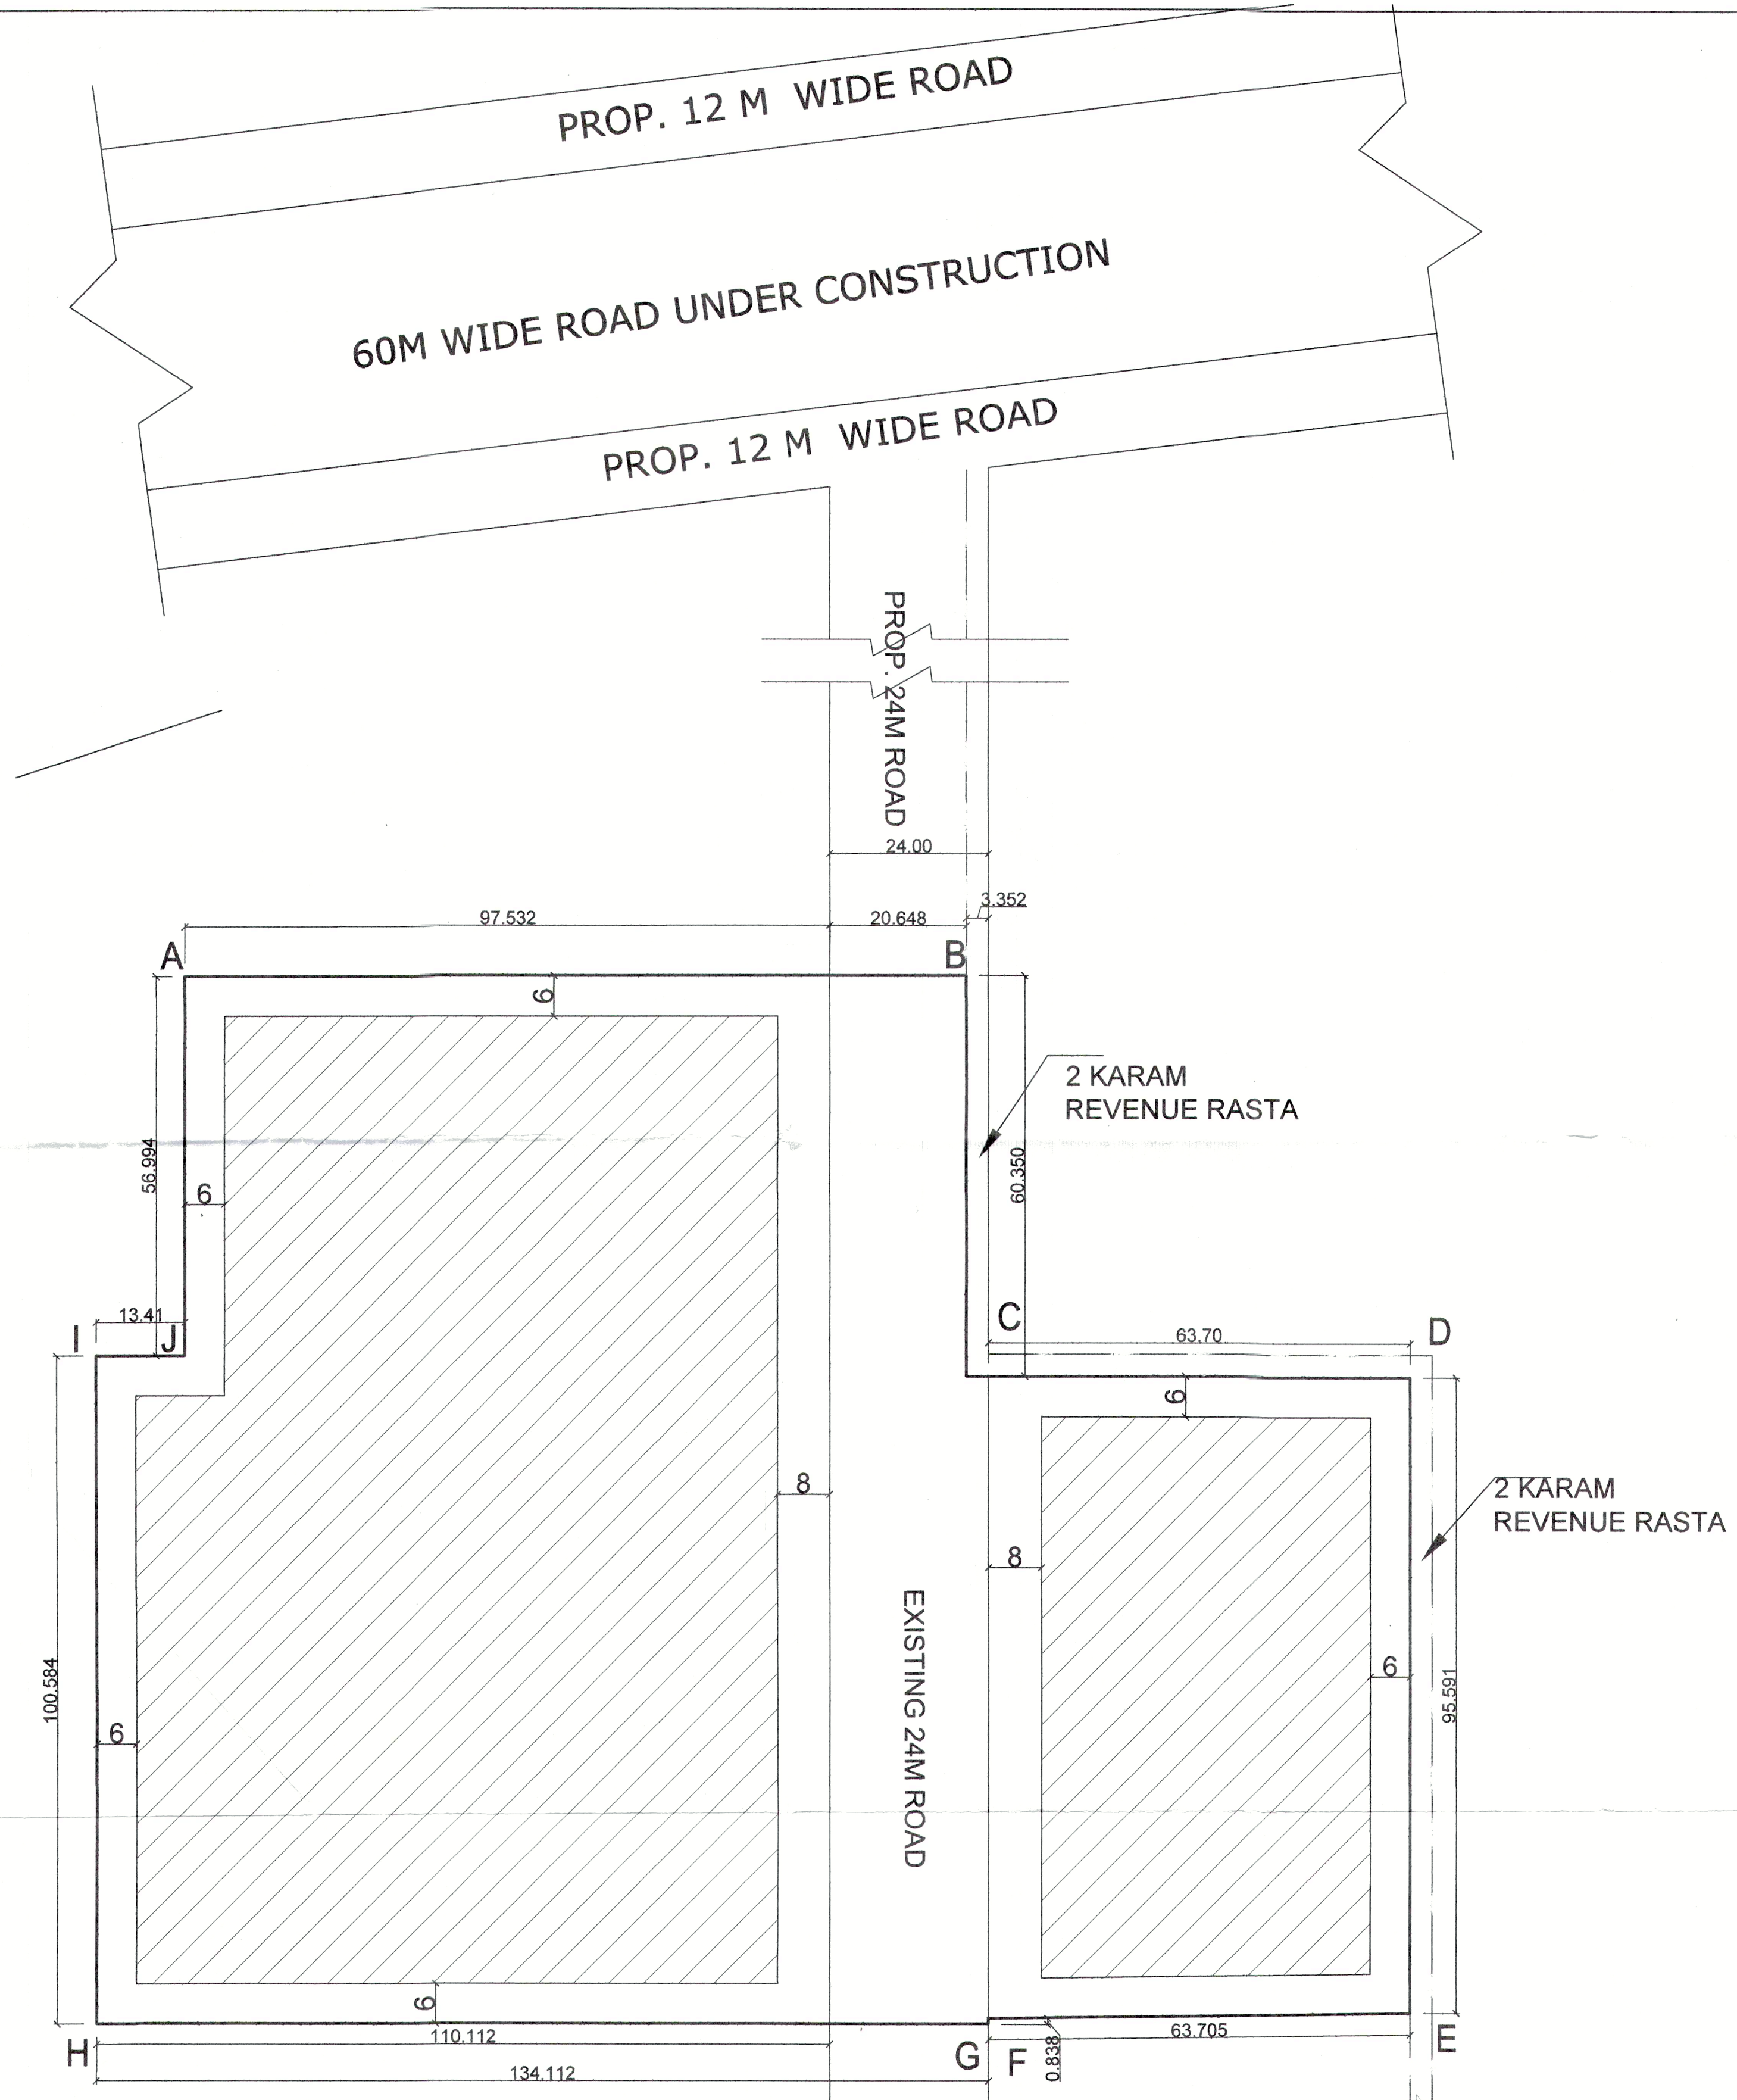 PROP. 12 M WIDE ROAD
60M WIDE ROAD UNDER CONSTRUCTION
PROP. 12 M WIDE ROAD
PROP. 24M ROAD
24.00
3.352
97.532
20.648
A
B
6
2 KARAM
REVENUE RASTA
56.994
60.350
6
13.41
I
J
C
63.70
D
6
8
2 KARAM
REVENUE RASTA
8
EXISTING 24M ROAD
6
100.584
95.591
6
6
110.112
63.705
H
G
F
0.838
E
134.112